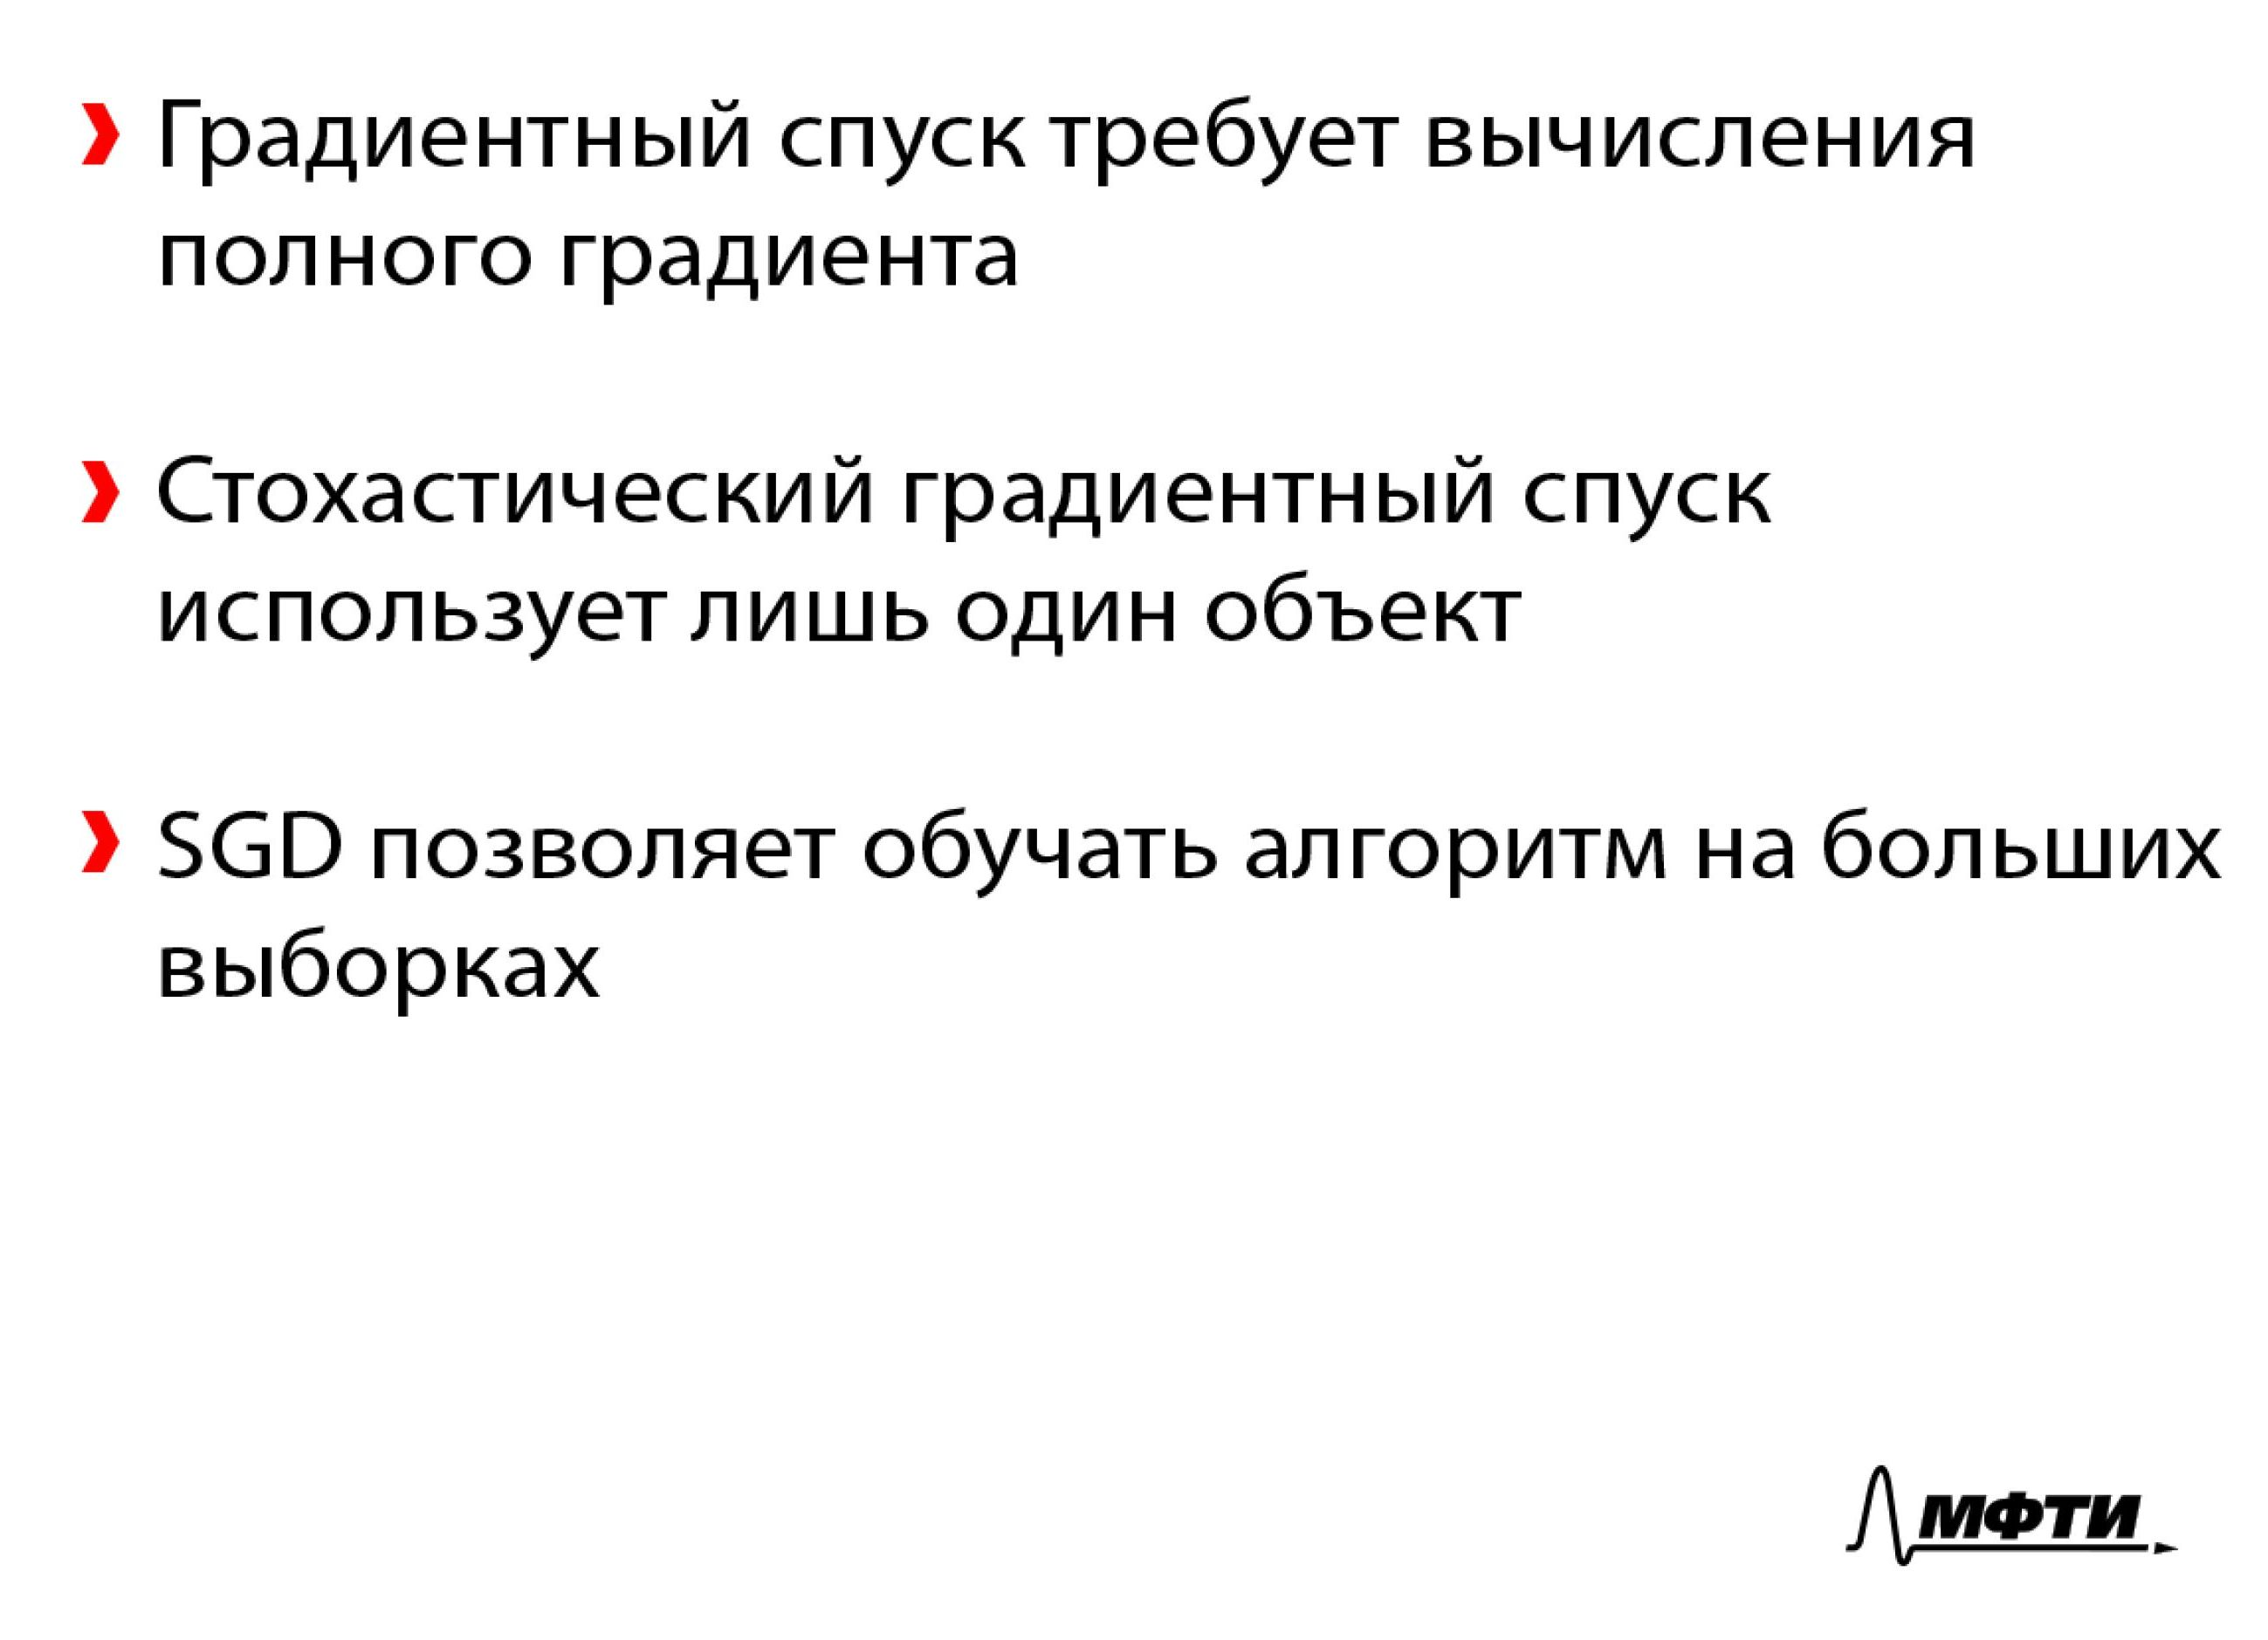 Градиентный спуск требует вычисления
полного градиента
Стохастический градиентный спуск
использует лишь один объект
SGD позволяет обучать алгоритм на больших
выборках
МФТИ